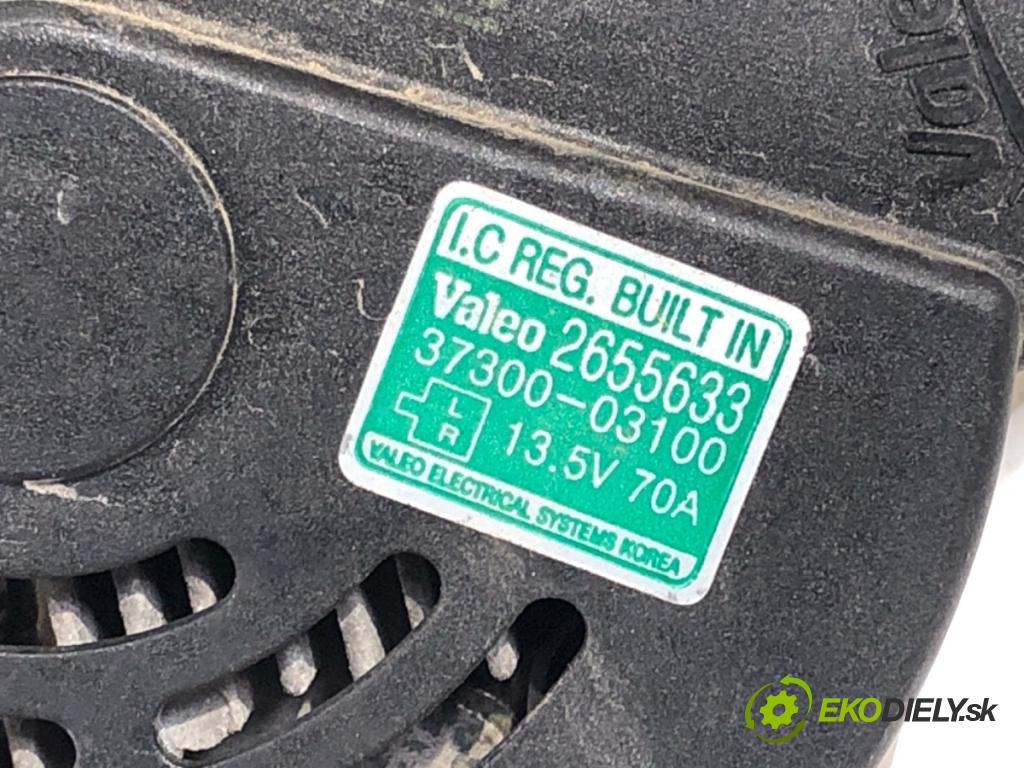 Valeo
I.C REG. BUILT IN
Valeo 2655633
37300-03100
L
R
13.5V 70A
VALEO ELECTRICAL SYSTEMS KOREA
EKODIELY.sk